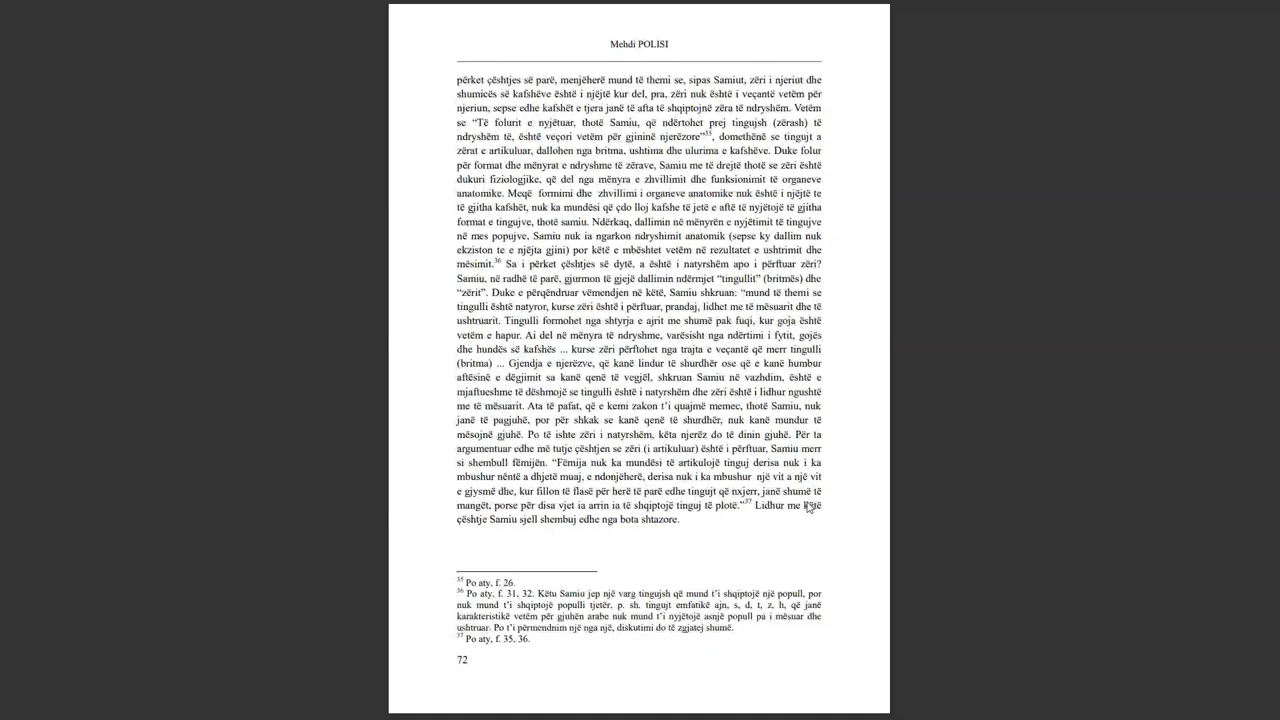 Mehdi POLISI
përket çështjes së parë, menjëherë mund të themi se, sipas Samiut, zëri i njeriut dhe
shumicës së kafshëve është i njëjtë kur del, pra, zëri nuk është i veçantë vetëm për
njeriun, sepse edhe kafshët e tjera janë të afta të shqiptojnë zëra të ndryshëm. Vetëm
se “Të folurit e nyjëtuar, thotë Samiu, që ndërtohet prej tingujsh (zërash) të
ndryshëm të, është veçori vetëm për gjininë njerëzore”35, domethënë se tingujt a
zërat e artikuluar, dallohen nga britma, ushtima dhe ulurima e kafshëve. Duke folur
për format dhe mënyrat e ndryshme të zërave, Samiu me të drejtë thotë se zëri është
dukuri fiziologjike, që del nga mënyra e zhvillimit dhe funksionimit të organeve
anatomike. Meqë formimi dhe zhvillimi i organeve anatomike nuk është i njëjtë te
të gjitha kafshët, nuk ka mundësi që çdo lloj kafshe të jetë e aftë të nyjëtojë të gjitha
format e tingujve, thotë samiu. Ndërkaq, dallimin në mënyrën e nyjëtimit të tingujve
në mes popujve, Samiu nuk ia ngarkon ndryshimit anatomik (sepse ky dallim nuk
ekziston te e njëjta gjini) por këtë e mbështet vetëm në rezultatet e ushtrimit dhe
mësimit.36 Sa i përket çështjes së dytë, a është i natyrshëm apo i përftuar zëri?
Samiu, në radhë të parë, gjurmon të gjejë dallimin ndërmjet “tingullit” (britmës) dhe
“zërit”. Duke e përqëndruar vëmendjen në këtë, Samiu shkruan: “mund të themi se
tingulli është natyror, kurse zëri është i përftuar, prandaj, lidhet me të mësuarit dhe të
ushtruarit. Tingulli formohet nga shtyrja e ajrit me shumë pak fuqi, kur goja është
vetëm e hapur. Ai del në mënyra të ndryshme, varësisht nga ndërtimi i fytit, gojës
dhe hundës së kafshës ... kurse zëri përftohet nga trajta e veçantë që merr tingulli
(britma) ... Gjendja e njerëzve, që kanë lindur të shurdhër ose që e kanë humbur
aftësinë e dëgjimit sa kanë qenë të vegjël, shkruan Samiu në vazhdim, është e
mjaftueshme të dëshmojë se tingulli është i natyrshëm dhe zëri është i lidhur ngushtë
me të mësuarit. Ata të pafat, që e kemi zakon t’i quajmë memec, thotë Samiu, nuk
janë të pagjuhë, por për shkak se kanë qenë të shurdhër, nuk kanë mundur të
mësojnë gjuhë. Po të ishte zëri i natyrshëm, këta njerëz do të dinin gjuhë. Për ta
argumentuar edhe më tutje çështjen se zëri (i artikuluar) është i përftuar, Samiu merr
si shembull fëmijën. “Fëmija nuk ka mundësi të artikulojë tinguj derisa nuk i ka
mbushur nëntë a dhjetë muaj, e ndonjëherë, derisa nuk i ka mbushur një vit a një vit
e gjysmë dhe, kur fillon të flasë për herë të parë edhe tingujt që nxjerr, janë shumë të
mangët, porse për disa vjet ia arrin ia të shqiptojë tinguj të plotë.”37 Lidhur me këtë
çështje Samiu sjell shembuj edhe nga bota shtazore.
35 Po aty, f. 26.
36 Po aty, f. 31, 32. Këtu Samiu jep një varg tingujsh që mund t’i shqiptojë një popull, por
nuk mund t’i shqiptojë populli tjetër, p. sh. tingujt emfatikë ajn, s, d, t, z, h, që janë
karakteristikë vetëm për gjuhën arabe nuk mund t’i nyjëtojë asnjë popull pa i mësuar dhe
ushtruar. Po t’i përmendnim një nga një, diskutimi do të zgjatej shumë.
37 Po aty, f. 35, 36.
72